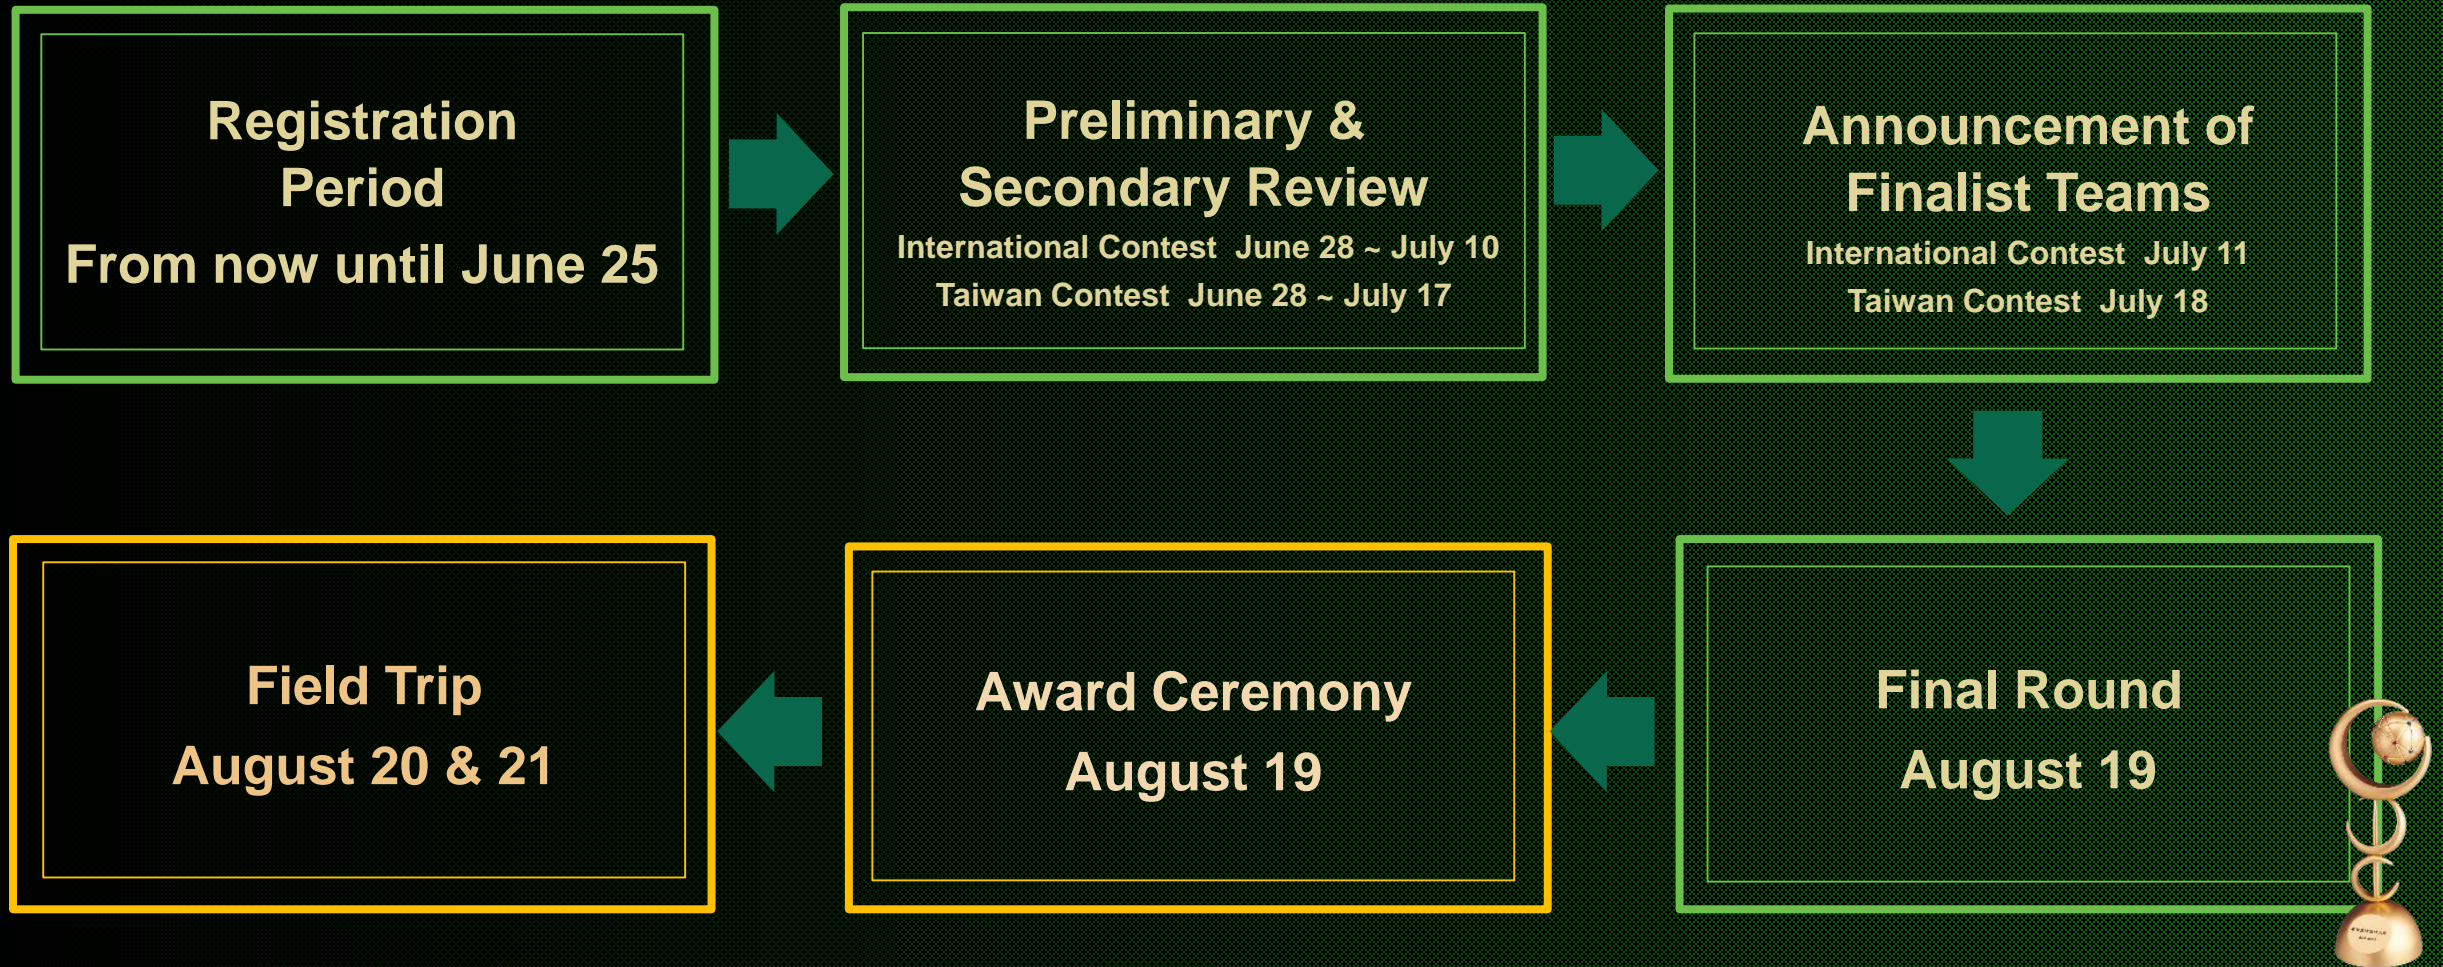 Registration
Period
From now until June 25
Preliminary &
Secondary Review
International Contest  June 28 ~ July 10
Taiwan Contest  June 28 ~ July 17
Announcement of
Finalist Teams
International Contest  July 11
Taiwan Contest  July 18
Final Round
August 19
Award Ceremony
August 19
Field Trip
August 20 & 21